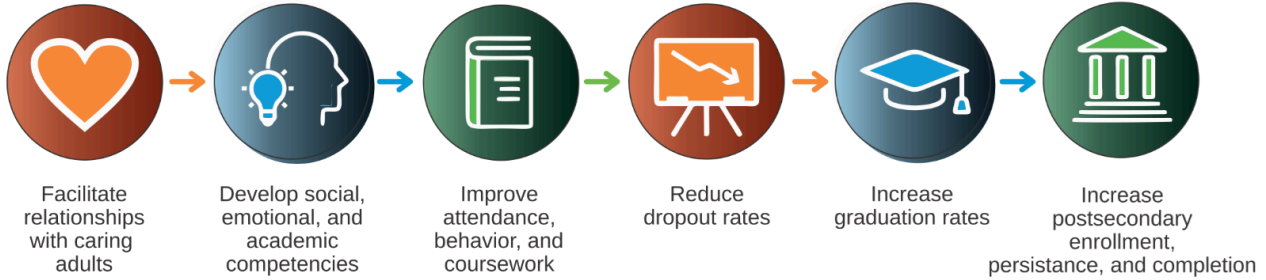 Facilitate
relationships
with caring
adults
Develop social,
emotional, and
academic
competencies
Improve
attendance,
behavior, and
coursework
Reduce
dropout rates
Increase
graduation rates
Increase
postsecondary
enrollment,
persistance, and completion